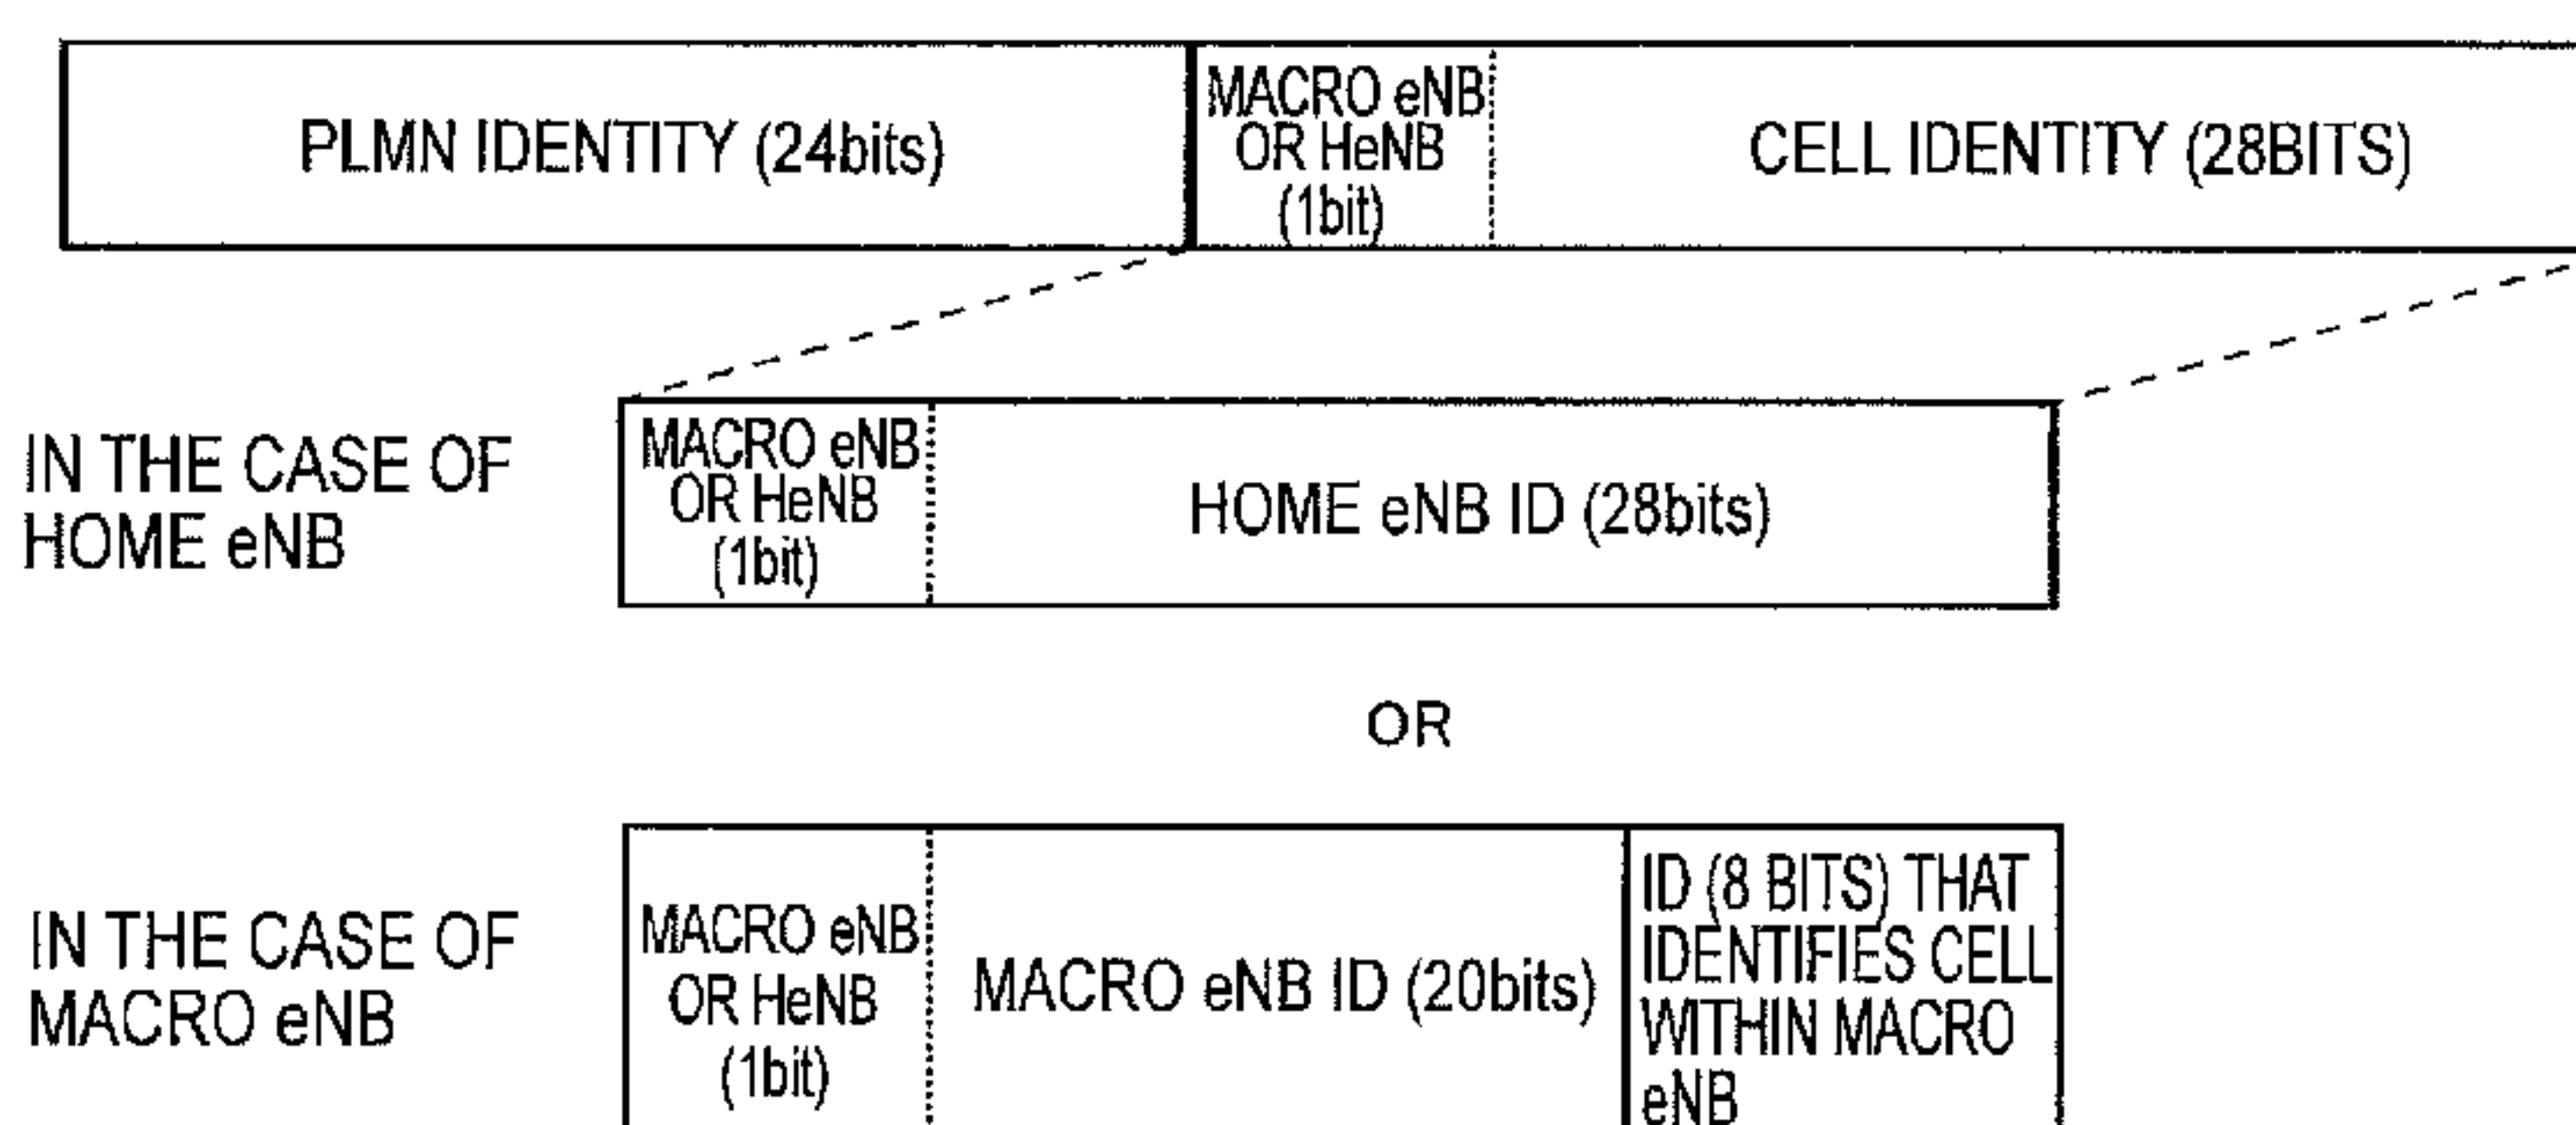 PLMN IDENTITY (24bits)
MACRO eNB
OR HeNB
(1bit)
CELL IDENTITY (28BITS)
IN THE CASE OF
HOME eNB
MACRO eNB
OR HeNB
(1bit)
HOME eNB ID (28bits)
OR
IN THE CASE OF
MACRO eNB
MACRO eNB
OR HeNB
(1bit)
MACRO eNB ID (20bits)
ID (8 BITS) THAT
IDENTIFIES CELL
WITHIN MACRO
eNB